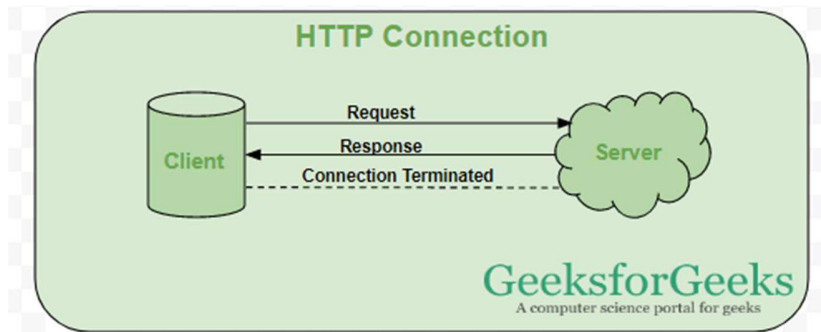 HTTP Connection
Request
Response
Connection Terminated
Client
Server
GeeksforGeeks
A computer science portal for geeks